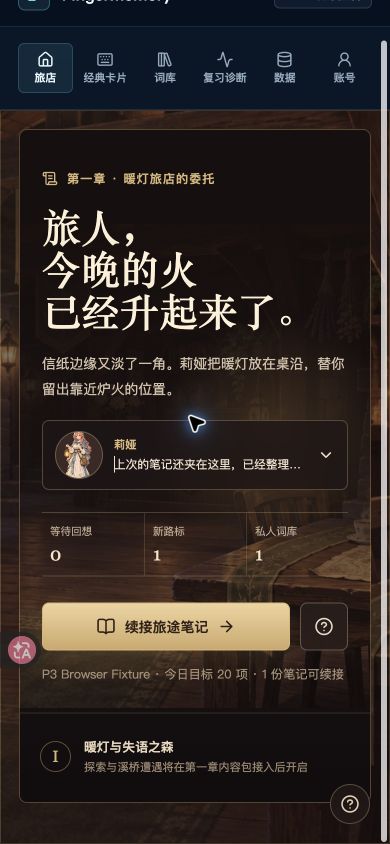 旅店
经典卡片
词库
复习诊断
数据
账号
第一章 · 暖灯旅店的委托
旅人，
今晚的火
已经升起来了。
信纸边缘又淡了一角。莉娅把暖灯放在桌沿，替你
留出靠近炉火的位置。
莉娅
上次的笔记还夹在这里，已经整理...
等待回想
新路标
私人词库
0
1
1
续接旅途笔记
P3 Browser Fixture · 今日目标 20 项 · 1 份笔记可续接
I
暖灯与失语之森
探索与溪桥遭遇将在第一章内容包接入后开启